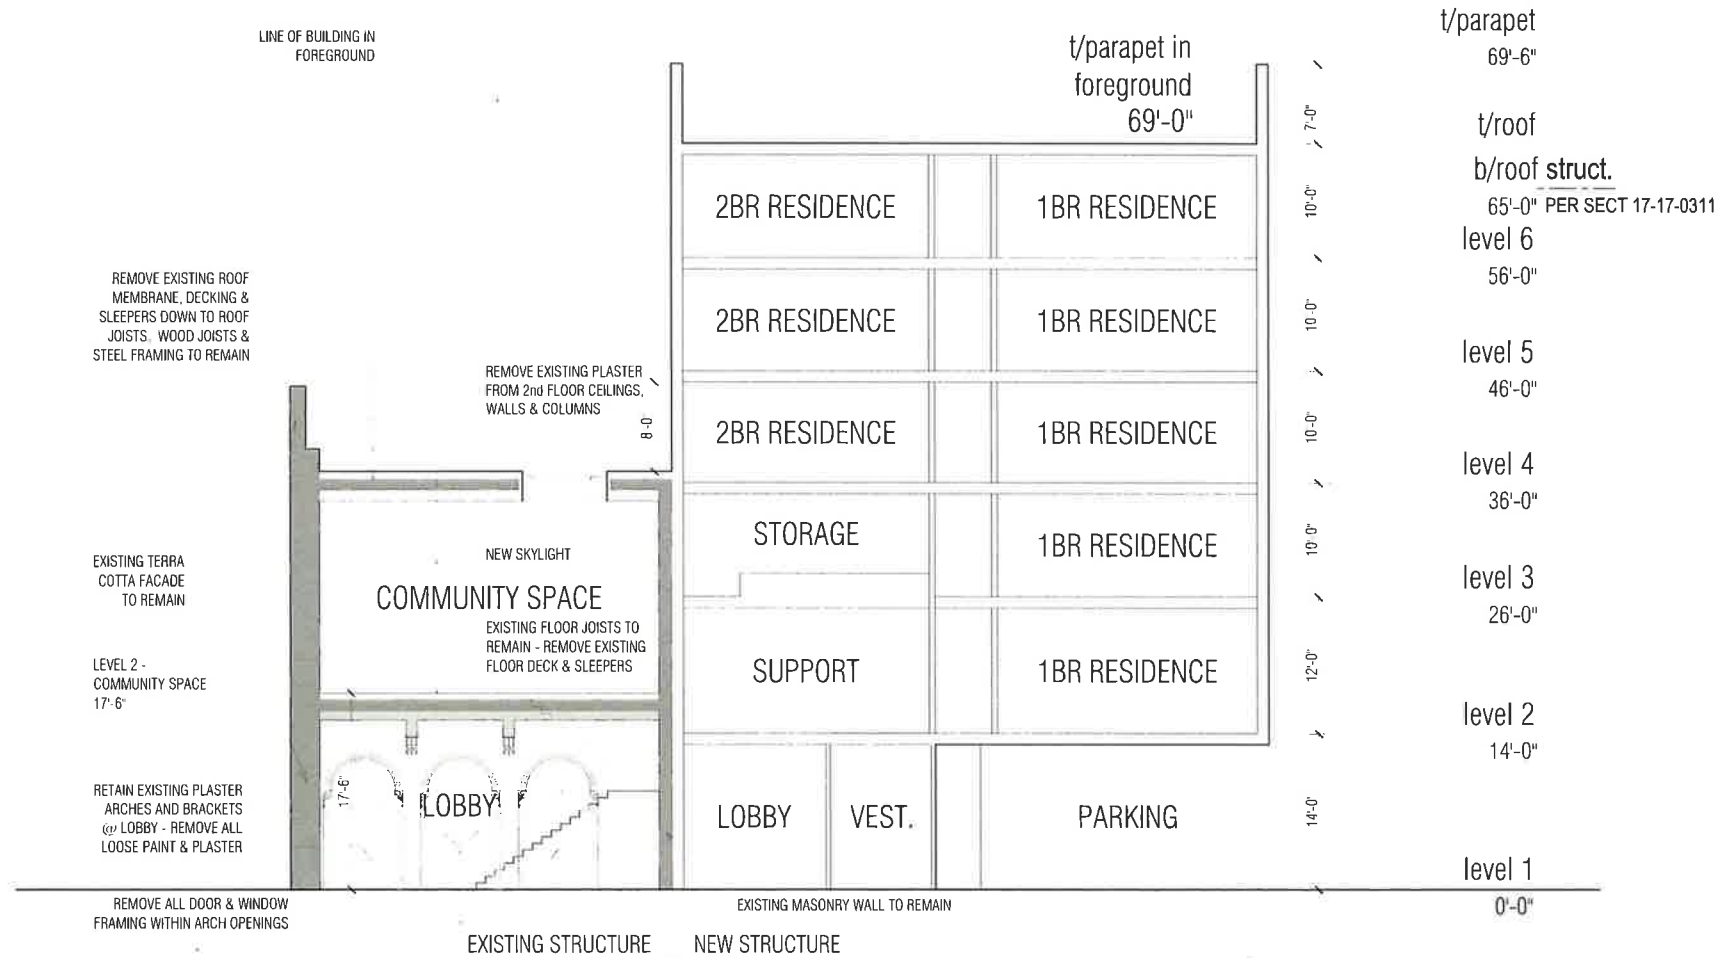 LINE OF BUILDING IN
FOREGROUND
t/parapet in
foreground
69'-0"
t/parapet
69'-6"
t/roof
b/roof struct.
65'-0" PER SECT 17-17-0311
level 6
56'-0"
level 5
46'-0"
level 4
36'-0"
level 3
26'-0"
level 2
14'-0"
level 1
0'-0"
7'-0"
10'-0"
10'-0"
10'-0"
10'-0"
12'-0"
14'-0"
2BR RESIDENCE
1BR RESIDENCE
2BR RESIDENCE
1BR RESIDENCE
2BR RESIDENCE
1BR RESIDENCE
STORAGE
1BR RESIDENCE
SUPPORT
1BR RESIDENCE
LOBBY
VEST.
PARKING
REMOVE EXISTING ROOF
MEMBRANE, DECKING &
SLEEPERS DOWN TO ROOF
JOISTS, WOOD JOISTS &
STEEL FRAMING TO REMAIN
REMOVE EXISTING PLASTER
FROM 2nd FLOOR CEILINGS,
WALLS & COLUMNS
8'-0"
EXISTING TERRA
COTTA FACADE
TO REMAIN
NEW SKYLIGHT
COMMUNITY SPACE
EXISTING FLOOR JOISTS TO
REMAIN - REMOVE EXISTING
FLOOR DECK & SLEEPERS
LEVEL 2 -
COMMUNITY SPACE
17'-6"
RETAIN EXISTING PLASTER
ARCHES AND BRACKETS
@ LOBBY - REMOVE ALL
LOOSE PAINT & PLASTER
17'-6"
LOBBY
REMOVE ALL DOOR & WINDOW
FRAMING WITHIN ARCH OPENINGS
EXISTING MASONRY WALL TO REMAIN
EXISTING STRUCTURE
NEW STRUCTURE